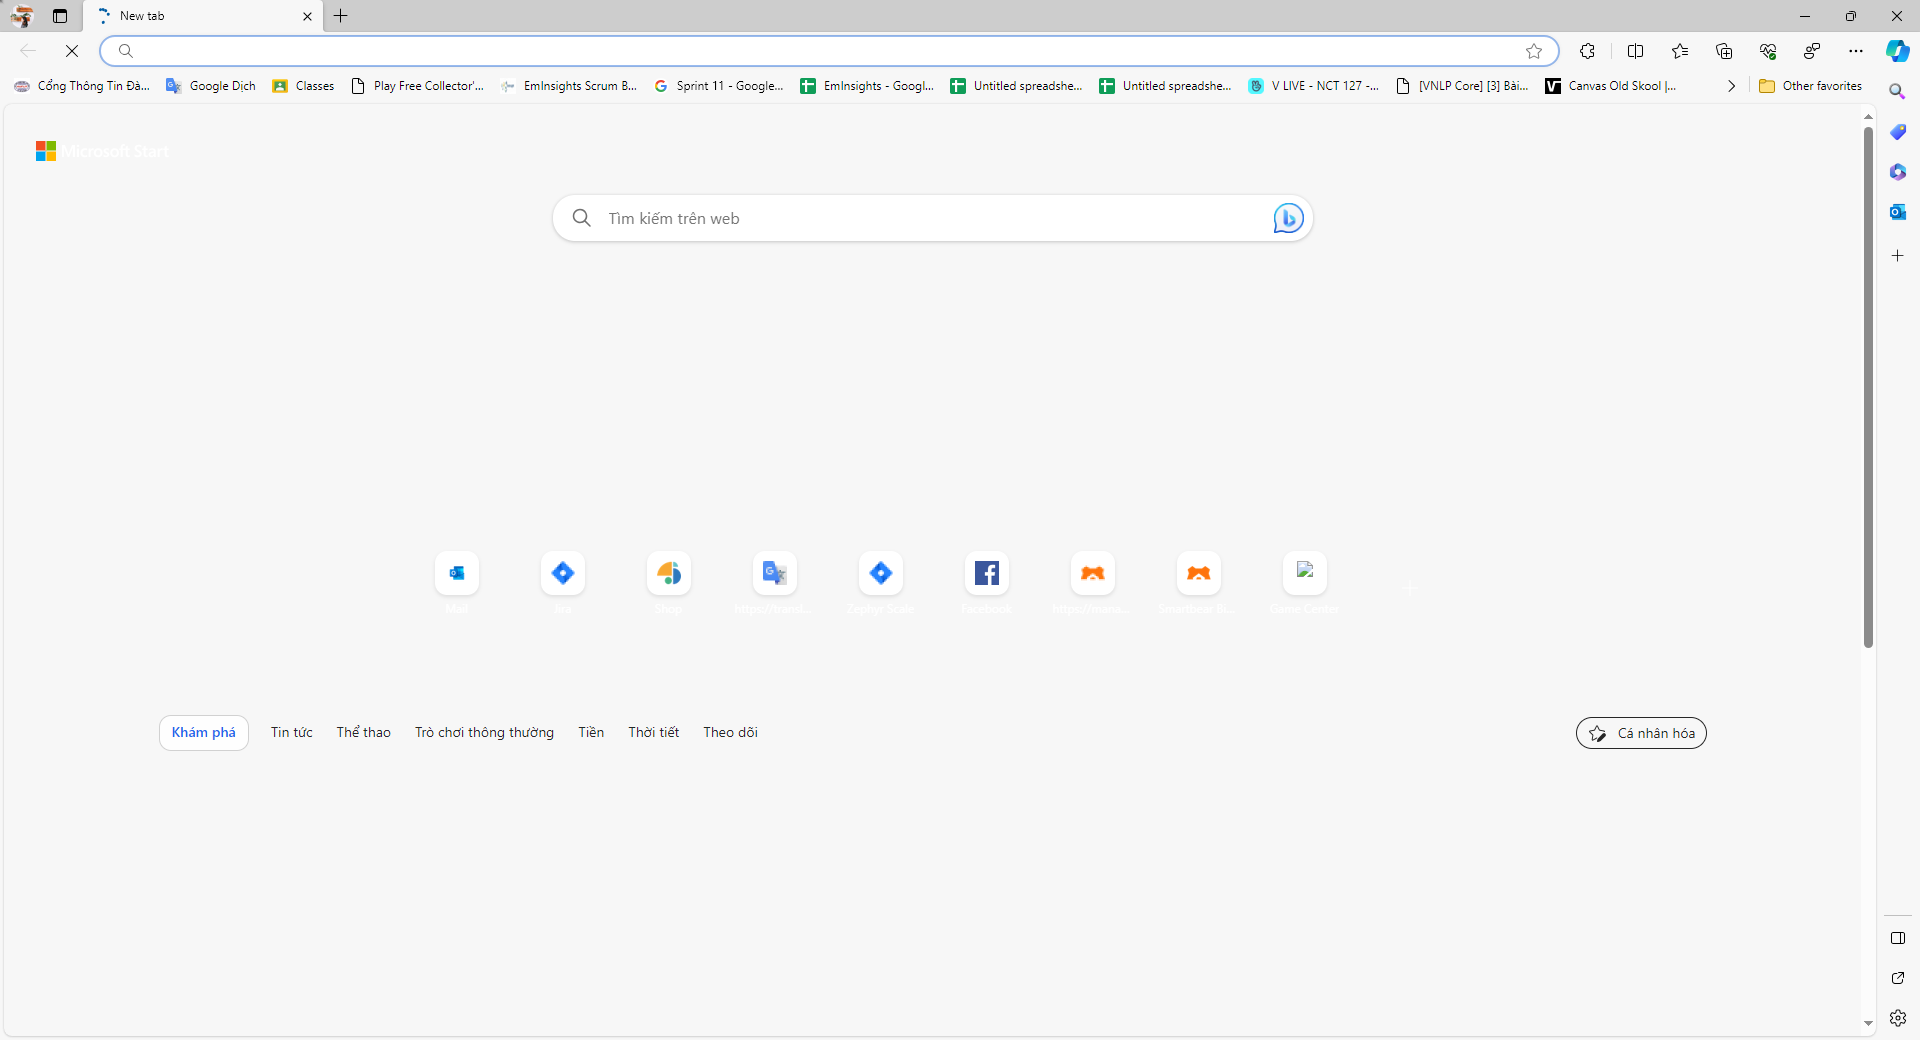 New tab
Cổng Thông Tin Đà...
Google Dịch
Classes
Play Free Collector'...
EmInsights Scrum B...
Sprint 11 - Google...
EmInsights - Googl...
Untitled spreadshe...
Untitled spreadshe...
V LIVE - NCT 127 -...
[VNLP Core] [3] Bài...
Canvas Old Skool |...
Other favorites
Microsoft Start
Tìm kiếm trên web
Mail
Jira
Shop
https://transl...
Zephyr Scale
Facebook
https://mana...
Smartbear Bi...
Game Center
Khám phá
Tin tức
Thể thao
Trò chơi thông thường
Tiền
Thời tiết
Theo dõi
Cá nhân hóa